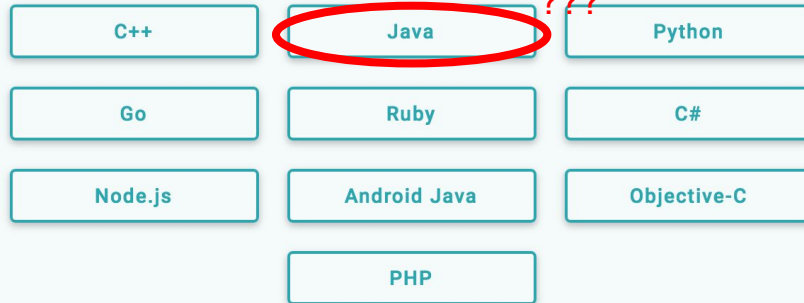 ???
C++ Java Python
Go Ruby C#
Node.js Android Java Objective-C
PHP